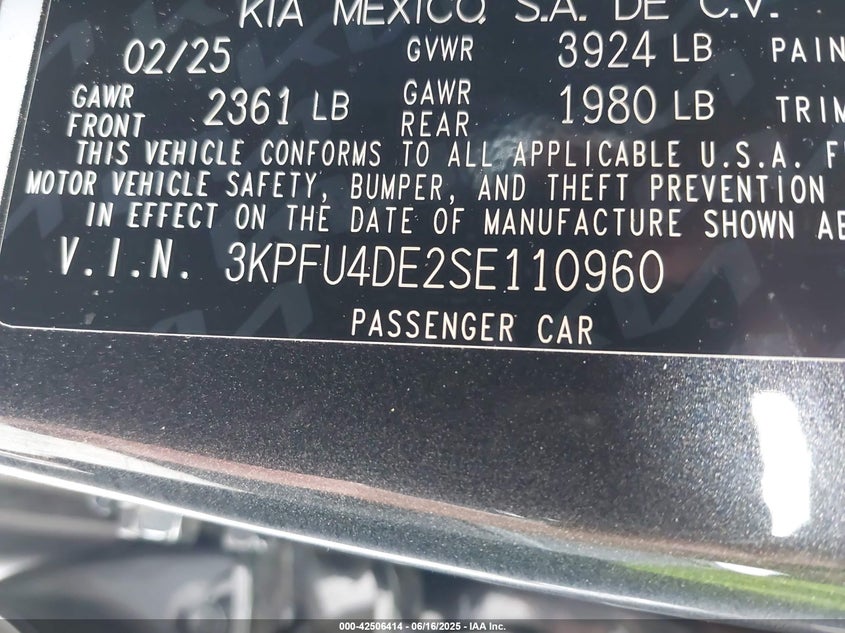 KIA MEXICO, S.A. DE C.V.
02/25 GVWR 3924 LB PAIN
GAWR FRONT 2361 LB GAWR REAR 1980 LB TRIM
THIS VEHICLE CONFORMS TO ALL APPLICABLE U.S.A. F
MOTOR VEHICLE SAFETY, BUMPER, AND THEFT PREVENTION
IN EFFECT ON THE DATE OF MANUFACTURE SHOWN AB
V.I.N. 3KPFU4DE2SE110960
PASSENGER CAR
000-42506414 - 06/16/2025 - IAA Inc.